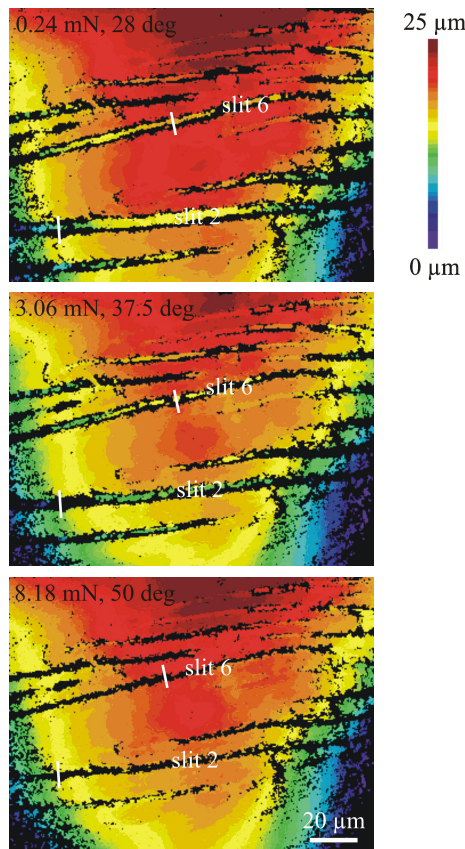 0.24 mN, 28 deg
25 µm
slit 6
slit 2
0 µm
3.06 mN, 37.5 deg
slit 6
slit 2
8.18 mN, 50 deg
slit 6
slit 2
20 µm